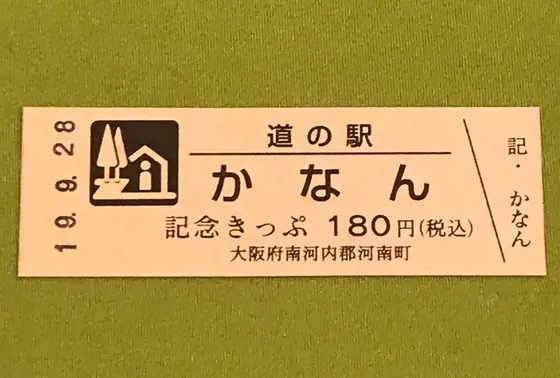 19.9.28
道の駅
かなん
記念きっぷ 180円(税込)
大阪府南河内郡河南町
記・かなん